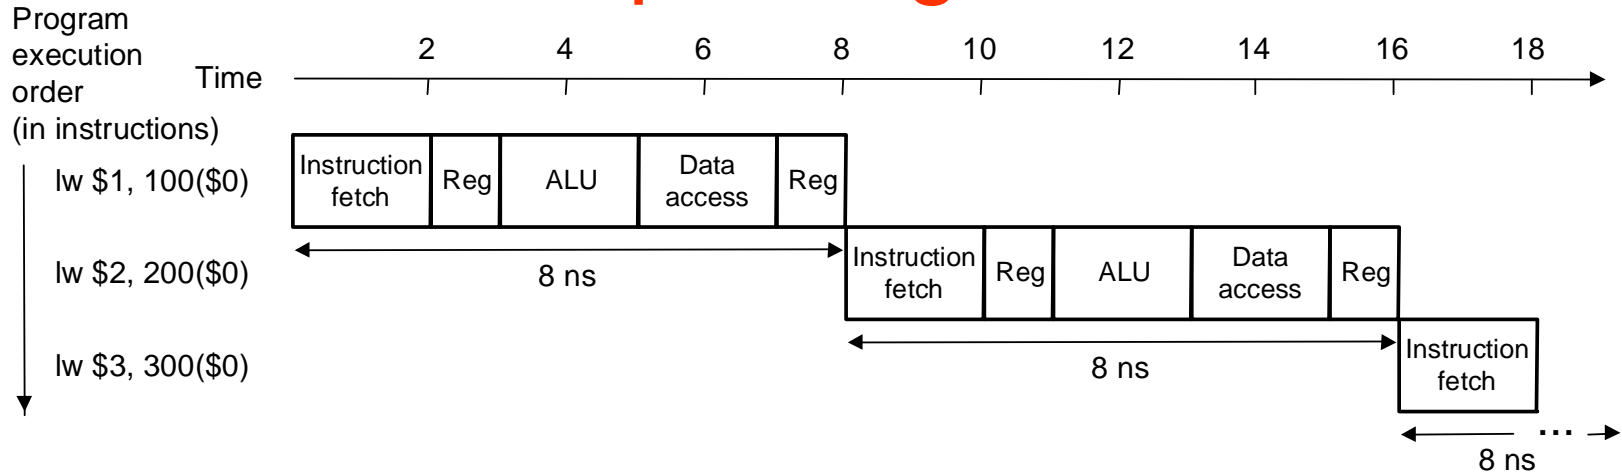 Program
execution
order
(in instructions)
Time
2 4 6 8 10 12 14 16 18
lw $1, 100($0)
Instruction
fetch
Reg
ALU
Data
access
Reg
8 ns
lw $2, 200($0)
Instruction
fetch
Reg
ALU
Data
access
Reg
8 ns
lw $3, 300($0)
Instruction
fetch
...
8 ns